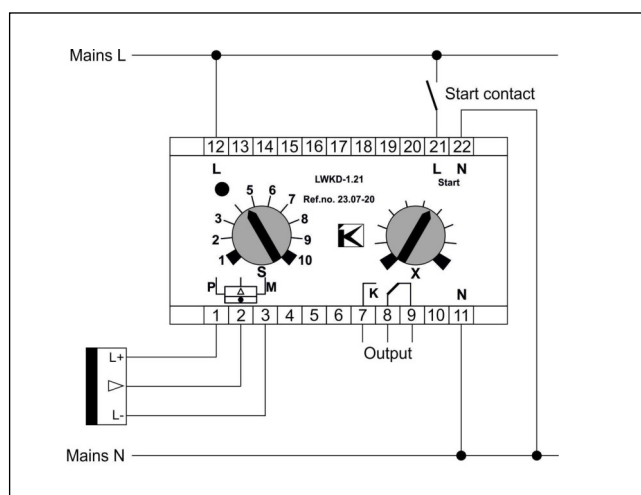 Mains L
Start contact
12 13 14 15 16 17 18 19 20 21 22
L
L N
Start
LWKD-1.21
Ref.no. 23.07-20
1 2 3 5 6 7 8 9 10
S
K
X
P M
K
N
1 2 3 4 5 6 7 8 9 10 11
Output
L+
L-
Mains N